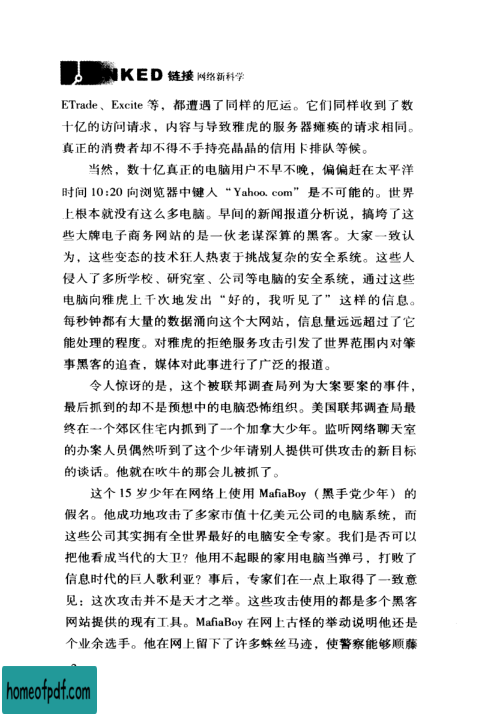 NKED 链接 网络新科学
ETrade、Excite 等，都遭遇了同样的厄运。它们同样收到了数
十亿的访问请求，内容与导致雅虎的服务器瘫痪的请求相同。
真正的消费者却不得不手持亮晶晶的信用卡排队等候。
当然，数十亿真正的电脑用户不早不晚，偏偏赶在太平洋
时间 10:20 向浏览器中键入“Yahoo. com”是不可能的。世界
上根本就没有这么多电脑。早间的新闻报道分析说，搞垮了这
些大牌电子商务网站的是一伙老谋深算的黑客。大家一致认
为，这些变态的技术狂人热衷于挑战复杂的安全系统。这些人
侵入了多所学校、研究室、公司等电脑的安全系统，通过这些
电脑向雅虎上千次地发出“好的，我听见了”这样的信息。
每秒钟都有大量的数据涌向这个大网站，信息量远远超过了它
能处理的程度。对雅虎的拒绝服务攻击引发了世界范围内对肇
事黑客的追查，媒体对此事进行了广泛的报道。
令人惊讶的是，这个被联邦调查局列为大案要案的事件，
最后抓到的却不是预想中的电脑恐怖组织。美国联邦调查局最
终在一个郊区住宅内抓到了一个加拿大少年。监听网络聊天室
的办案人员偶然听到了这个少年请别人提供可供攻击的新目标
的谈话。他就在吹牛的那会儿被抓了。
这个 15 岁少年在网络上使用 MafiaBoy（黑手党少年）的
假名。他成功地攻击了多家市值十亿美元公司的电脑系统，而
这些公司其实拥有全世界最好的电脑安全专家。我们是否可以
把他看成当代的大卫？他用不起眼的家用电脑当弹弓，打败了
信息时代的巨人歌利亚？事后，专家们在一点上取得了一致意
见：这次攻击并不是天才之举。这些攻击使用的都是多个黑客
网站提供的现有工具。MafiaBoy 在网上古怪的举动说明他还是
个业余选手。他在网上留下了许多蛛丝马迹，使警察能够顺藤
homeofpdf.com